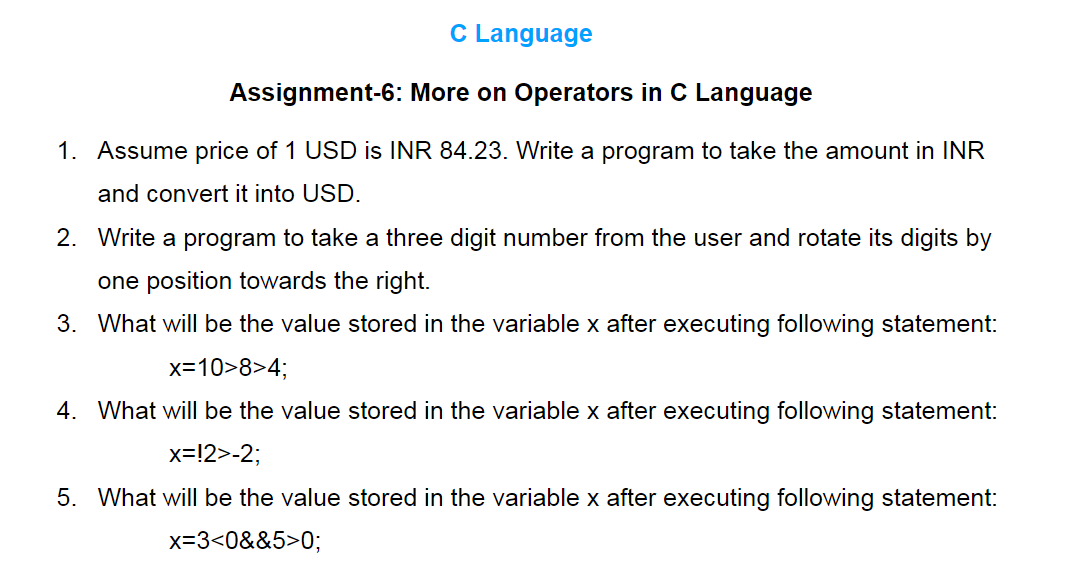 C Language
Assignment-6: More on Operators in C Language
1. Assume price of 1 USD is INR 84.23. Write a program to take the amount in INR
and convert it into USD.
2. Write a program to take a three digit number from the user and rotate its digits by
one position towards the right.
3. What will be the value stored in the variable x after executing following statement:
x=10>8>4;
4. What will be the value stored in the variable x after executing following statement:
x=!2>-2;
5. What will be the value stored in the variable x after executing following statement:
x=3<0&&5>0;